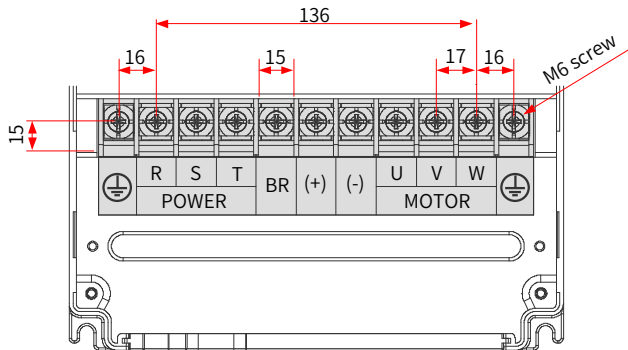 136
16
15
17
16
M6 screw
15
R S T
BR (+) (-)
U V W
POWER
MOTOR